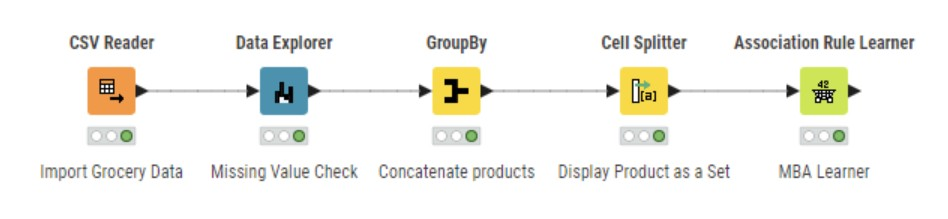 CSV Reader
Data Explorer
GroupBy
Cell Splitter
Association Rule Learner
[a]
42
Import Grocery Data
Missing Value Check
Concatenate products
Display Product as a Set
MBA Learner